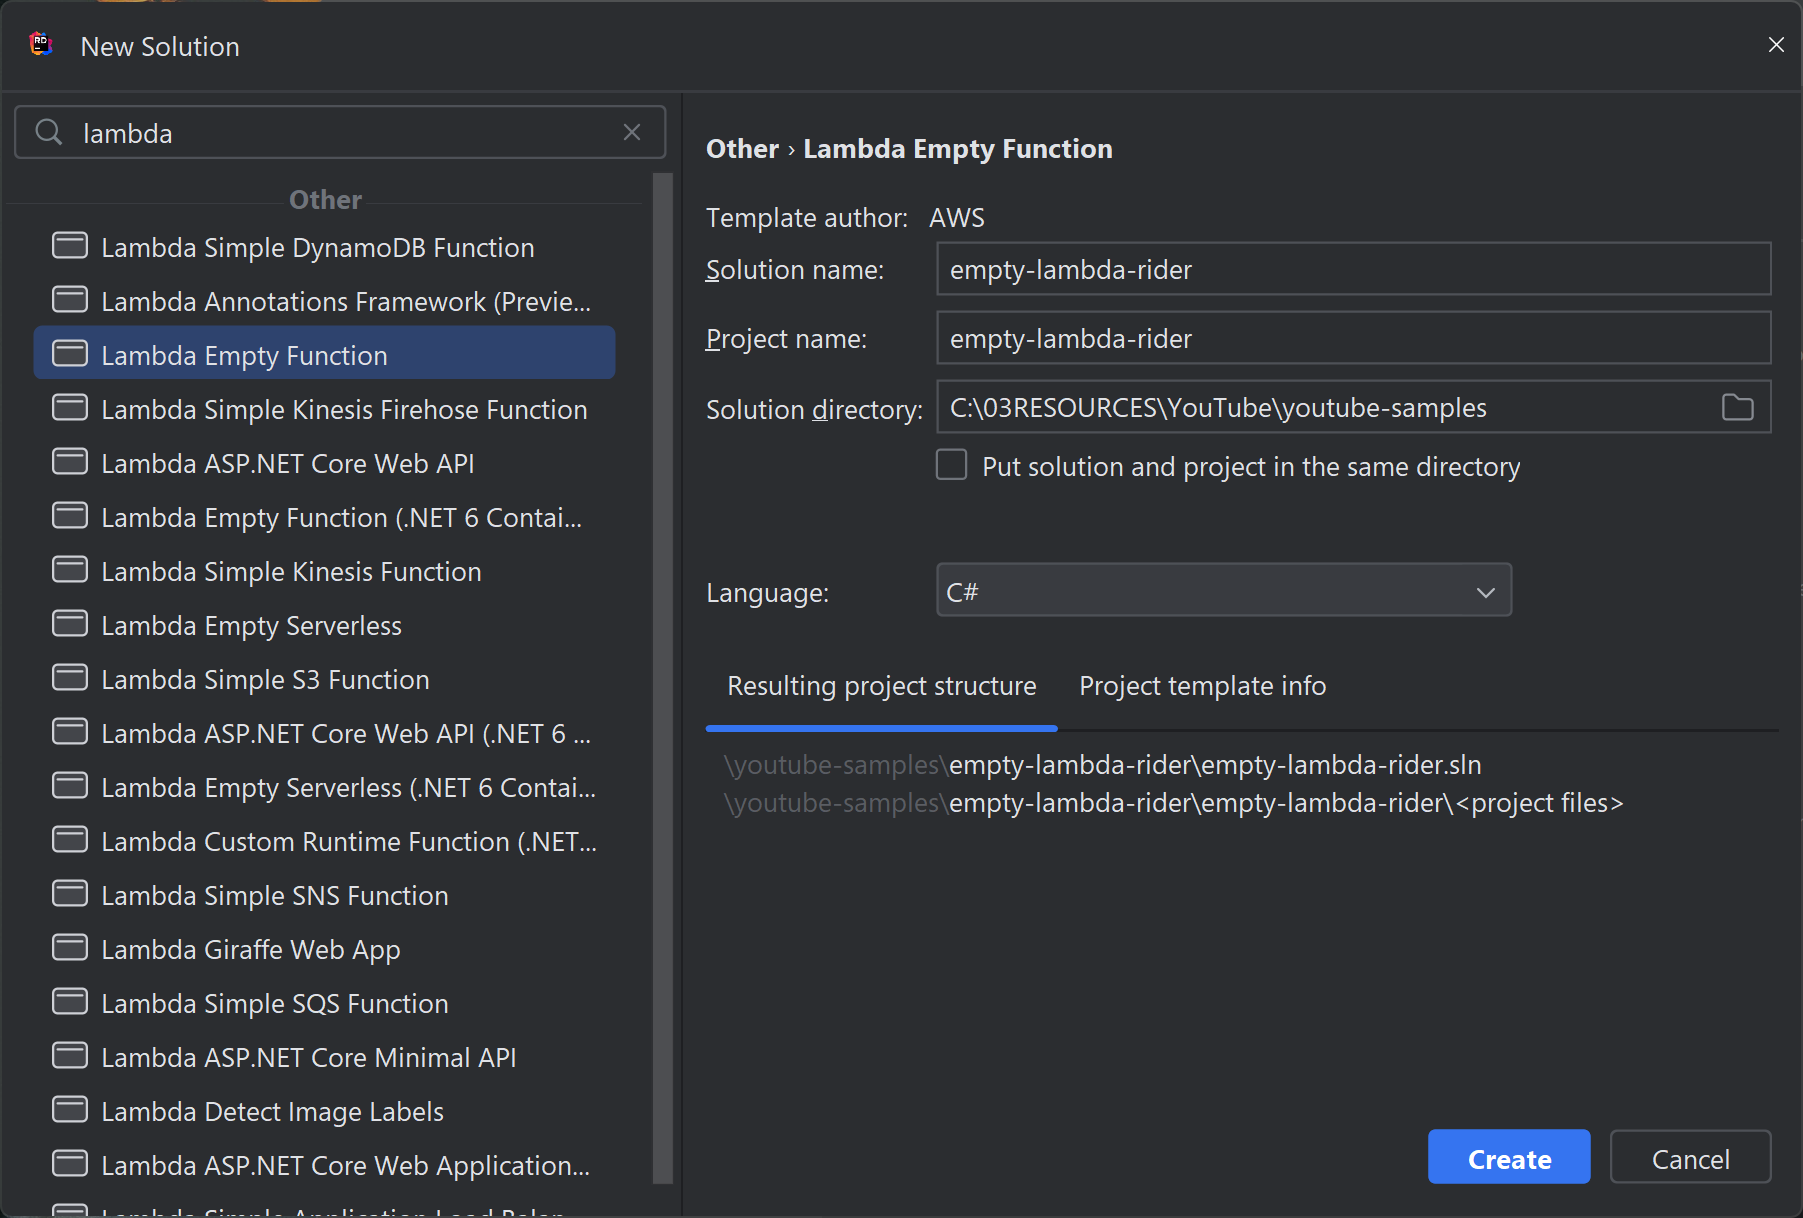 RD
New Solution
lambda
Other
Lambda Simple DynamoDB Function
Lambda Annotations Framework (Previe...
Lambda Empty Function
Lambda Simple Kinesis Firehose Function
Lambda ASP.NET Core Web API
Lambda Empty Function (.NET 6 Contai...
Lambda Simple Kinesis Function
Lambda Empty Serverless
Lambda Simple S3 Function
Lambda ASP.NET Core Web API (.NET 6 ...
Lambda Empty Serverless (.NET 6 Contai...
Lambda Custom Runtime Function (.NET...
Lambda Simple SNS Function
Lambda Giraffe Web App
Lambda Simple SQS Function
Lambda ASP.NET Core Minimal API
Lambda Detect Image Labels
Lambda ASP.NET Core Web Application...
Lambda Simple Application Load Balan
Other › Lambda Empty Function
Template author: AWS
Solution name: empty-lambda-rider
Project name: empty-lambda-rider
Solution directory: C:\03RESOURCES\YouTube\youtube-samples
Put solution and project in the same directory
Language: C#
Resulting project structure Project template info
\youtube-samples\empty-lambda-rider\empty-lambda-rider.sln
\youtube-samples\empty-lambda-rider\empty-lambda-rider\<project files>
Create Cancel